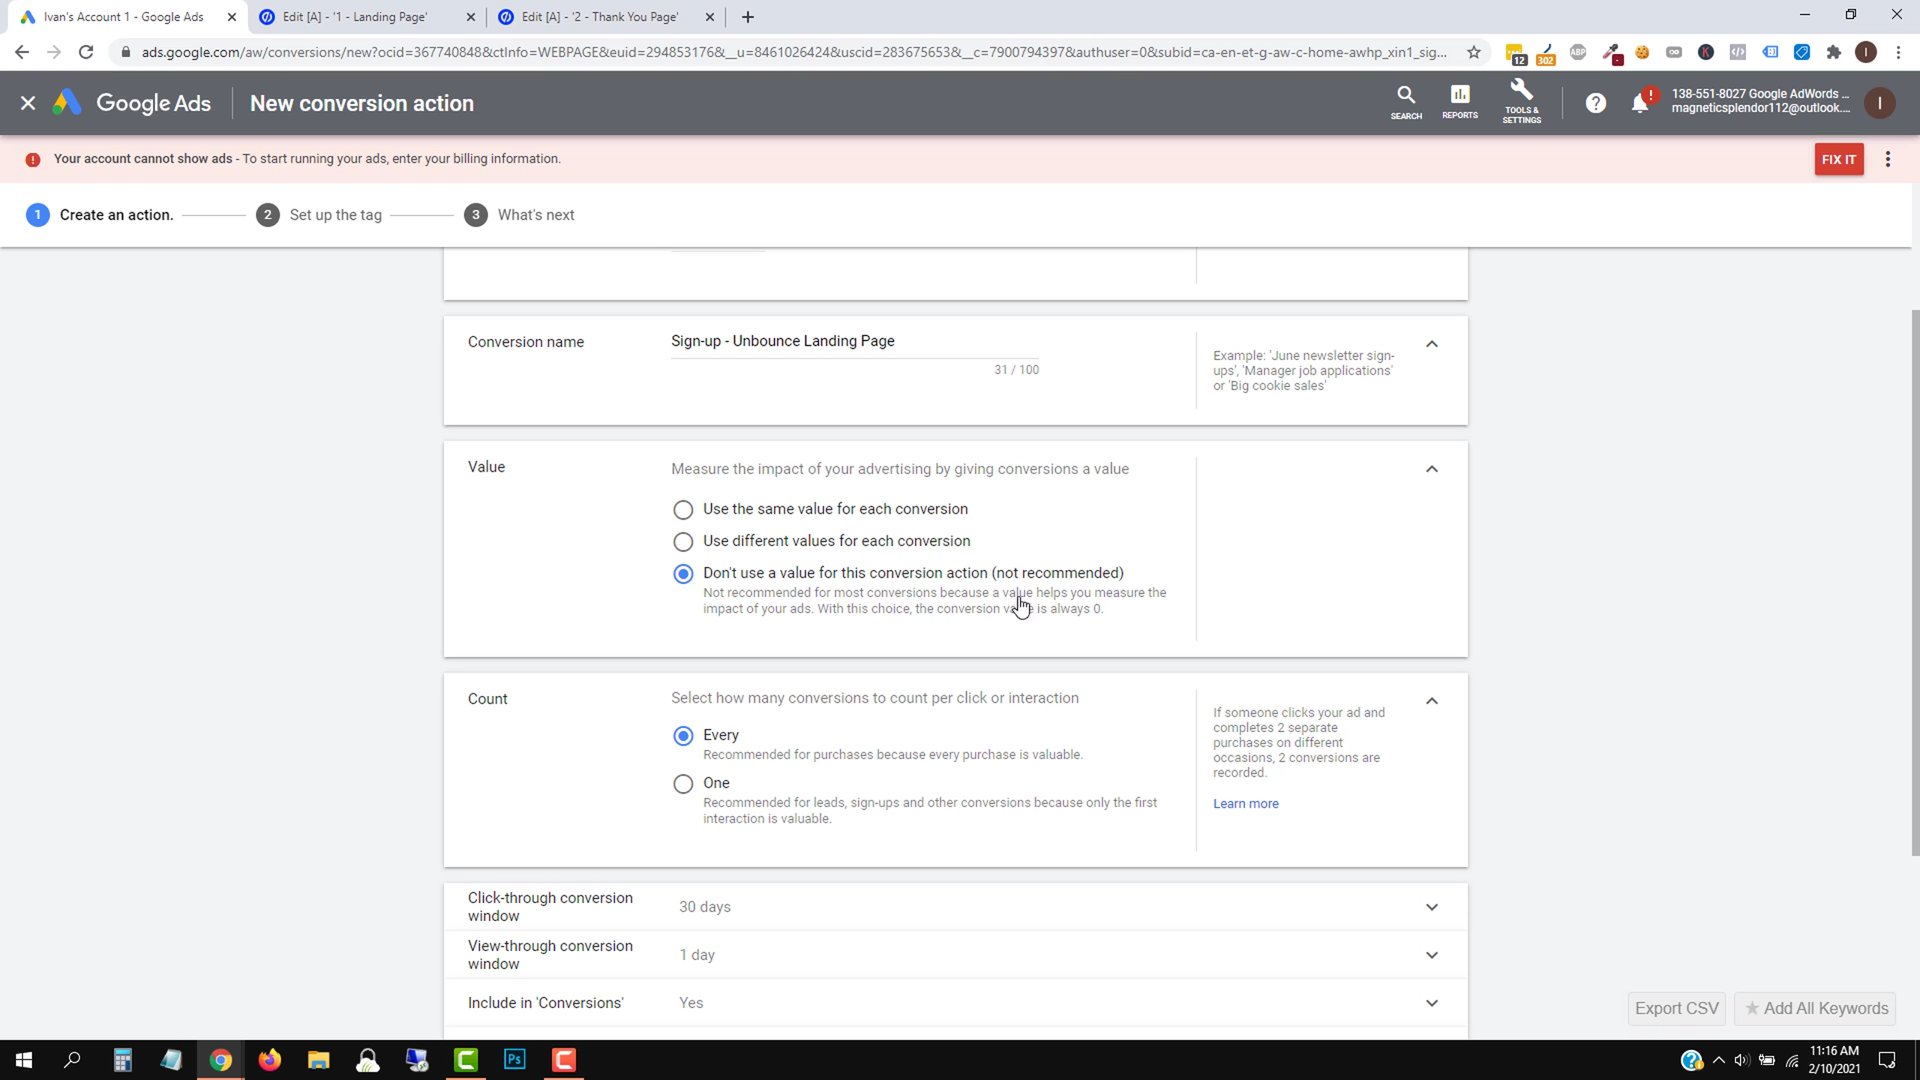 Ivan's Account 1 - Google Ads
Edit [A] - '1 - Landing Page'
Edit [A] - '2 - Thank You Page'
ads.google.com/aw/conversions/new?ocid=367740848&ctInfo=WEBPAGE&euid=294853176&__u=8461026424&uscid=283675653&__c=7900794397&authuser=0&subid=ca-en-et-g-aw-c-home-awhp_xin1_sig...
12
302
ABP
K
I
Google Ads
New conversion action
SEARCH
REPORTS
TOOLS &
SETTINGS
138-551-8027 Google AdWords ...
magneticsplendor112@outlook....
I
Your account cannot show ads - To start running your ads, enter your billing information.
FIX IT
1 Create an action.
2 Set up the tag
3 What's next
Conversion name
Sign-up - Unbounce Landing Page
31 / 100
Example: 'June newsletter sign-
ups', 'Manager job applications'
or 'Big cookie sales'
Value
Measure the impact of your advertising by giving conversions a value
Use the same value for each conversion
Use different values for each conversion
Don't use a value for this conversion action (not recommended)
Not recommended for most conversions because a value helps you measure the
impact of your ads. With this choice, the conversion value is always 0.
Count
Select how many conversions to count per click or interaction
Every
Recommended for purchases because every purchase is valuable.
One
Recommended for leads, sign-ups and other conversions because only the first
interaction is valuable.
If someone clicks your ad and
completes 2 separate
purchases on different
occasions, 2 conversions are
recorded.
Learn more
Click-through conversion
window
30 days
View-through conversion
window
1 day
Include in 'Conversions'
Yes
Export CSV
Add All Keywords
Ps
11:16 AM
2/10/2021